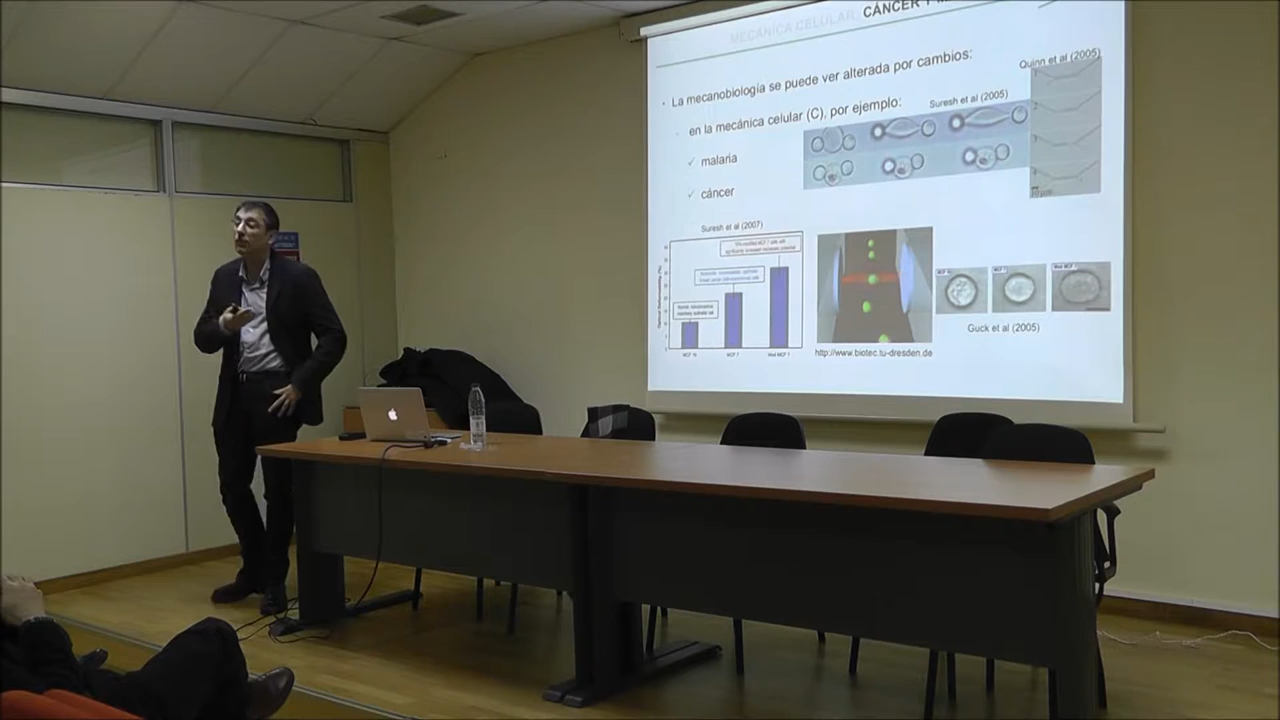 MECÁNICA CELULAR, CÁNCER Y
• La mecanobiología se puede ver alterada por cambios:
en la mecánica celular (C), por ejemplo:
✓ malaria
✓ cáncer
Suresh et al (2005)
Quinn et al (2005)
10 µm
Suresh et al (2007)
MCF 10
MCF 7
Mod MCF 7
http://www.biotec.tu-dresden.de
MCF 10
MCF 7
Mod MCF 7
Guck et al (2005)